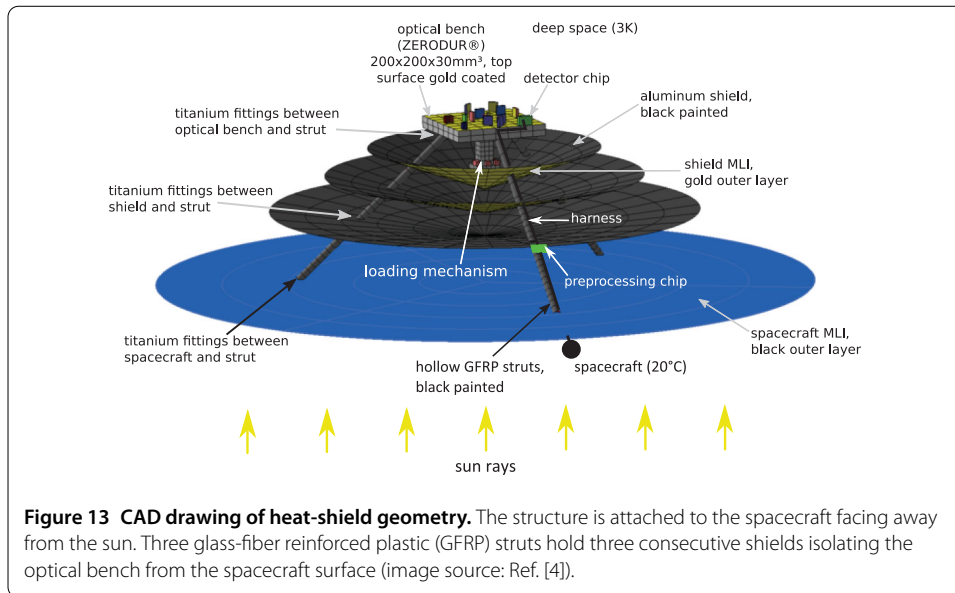 optical bench
(ZERODUR®)
200x200x30mm³, top
surface gold coated
deep space (3K)
detector chip
titanium fittings between
optical bench and strut
aluminum shield,
black painted
shield MLI,
gold outer layer
titanium fittings between
shield and strut
harness
loading mechanism
preprocessing chip
titanium fittings between
spacecraft and strut
spacecraft MLI,
black outer layer
hollow GFRP struts,
black painted
spacecraft (20°C)
sun rays
Figure 13 CAD drawing of heat-shield geometry. The structure is attached to the spacecraft facing away
from the sun. Three glass-fiber reinforced plastic (GFRP) struts hold three consecutive shields isolating the
optical bench from the spacecraft surface (image source: Ref. [4]).